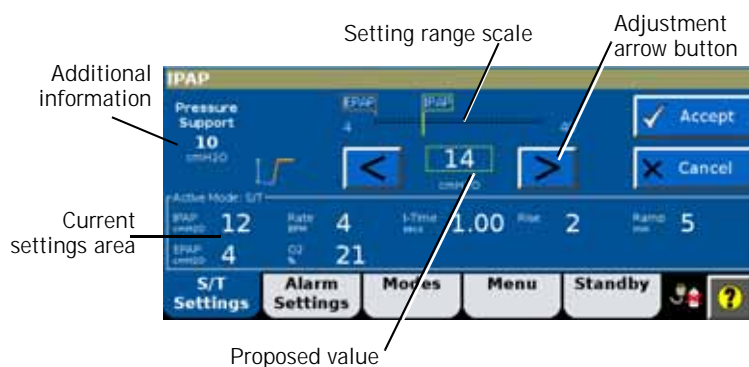 Setting range scale
Adjustment
arrow button
Additional
information
IPAP
Pressure
Support
10
cmH2O
EPAP IPAP
4
14
cmH2O
Accept
Cancel
Active Mode: S/T
IPAP
cmH2O 12
Rate
BPM 4
I-Time
secs 1.00
Rise 2
Ramp
min 5
EPAP
cmH2O 4
O2
% 21
Current
settings area
S/T
Settings
Alarm
Settings
Modes
Menu
Standby
?
Proposed value